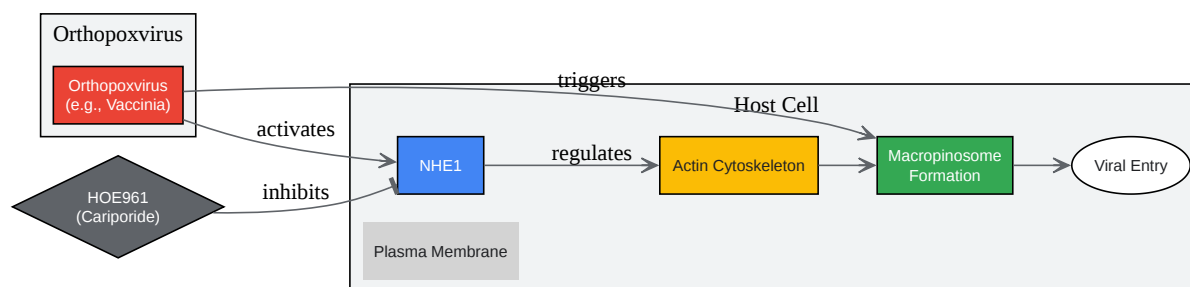 Orthopoxvirus
Orthopoxvirus
(e.g., Vaccinia)
triggers
Host Cell
activates
HOE961
(Cariporide)
inhibits
NHE1
regulates
Actin Cytoskeleton
Macropinosome
Formation
Viral Entry
Plasma Membrane